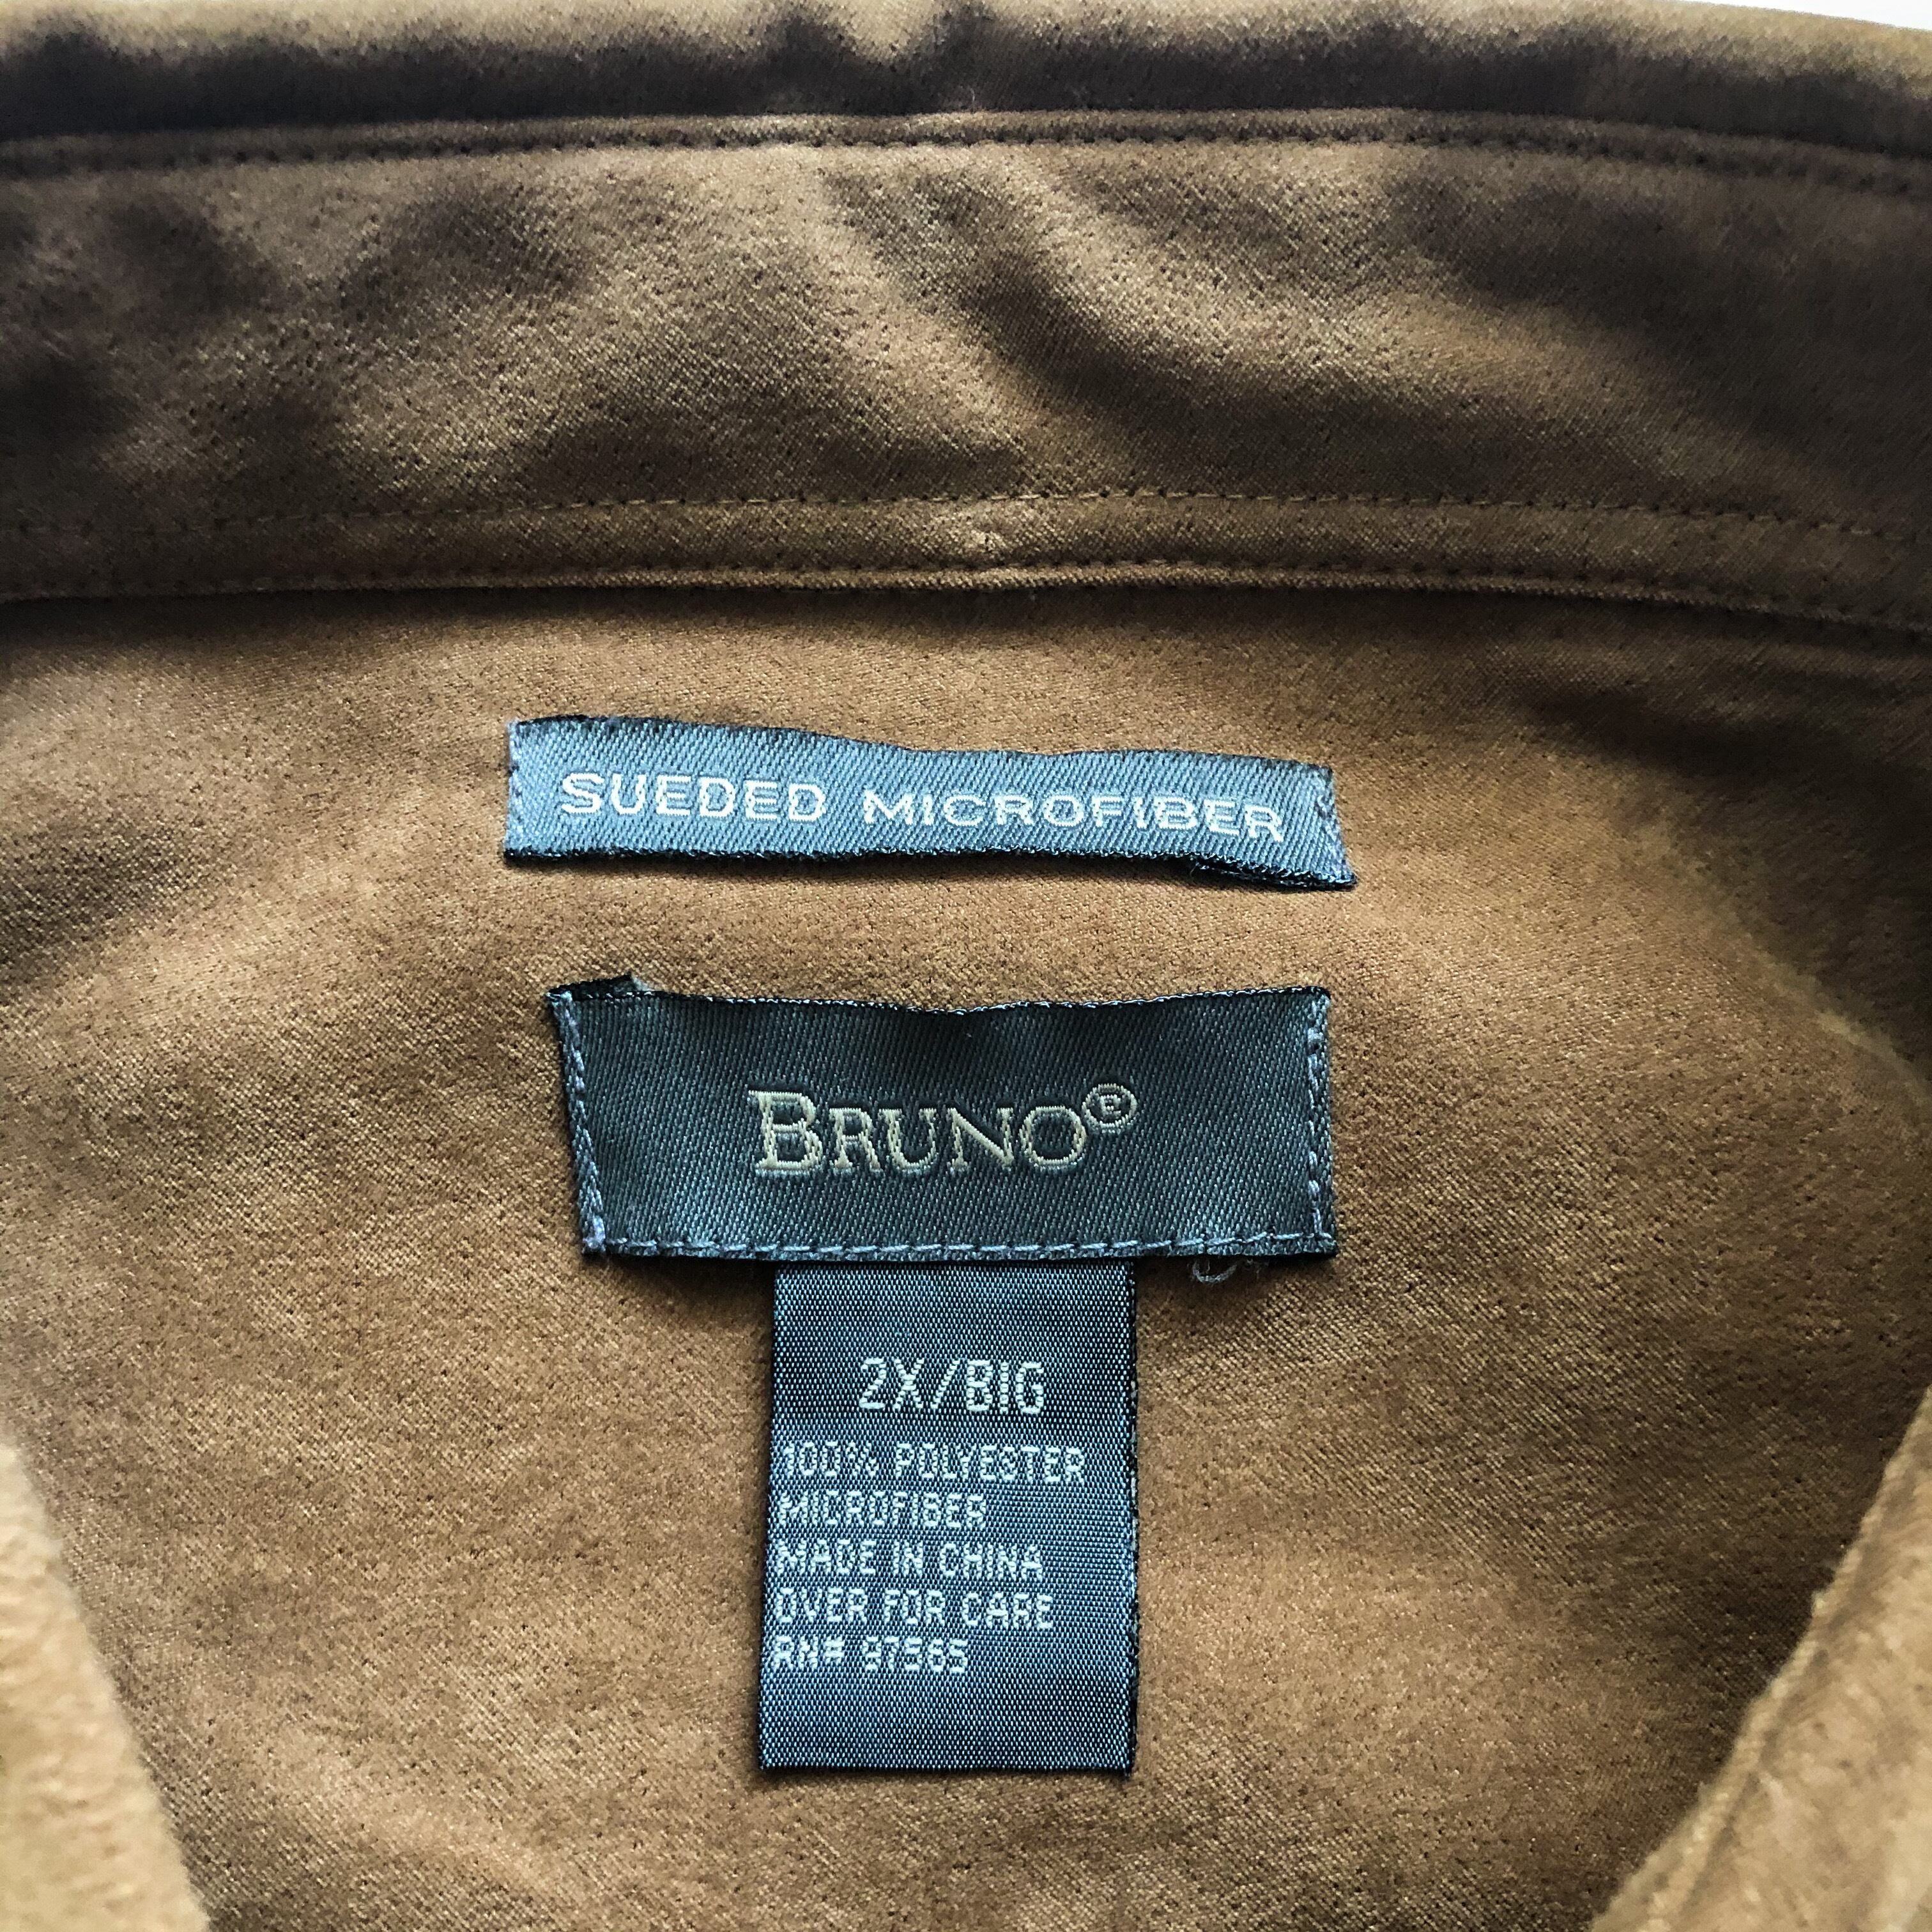 SUEDED MICROFIBER
BRUNO®
2X/BIG
100% POLYESTER
MICROFIBER
MADE IN CHINA
OVER FOR CARE
RN# 97565